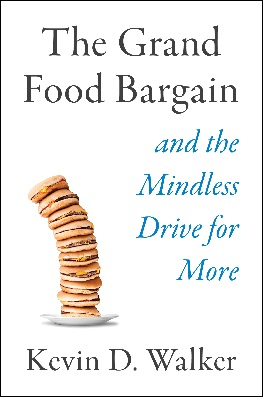 The Grand
Food Bargain
and the
Mindless
Drive for
More
Kevin D. Walker